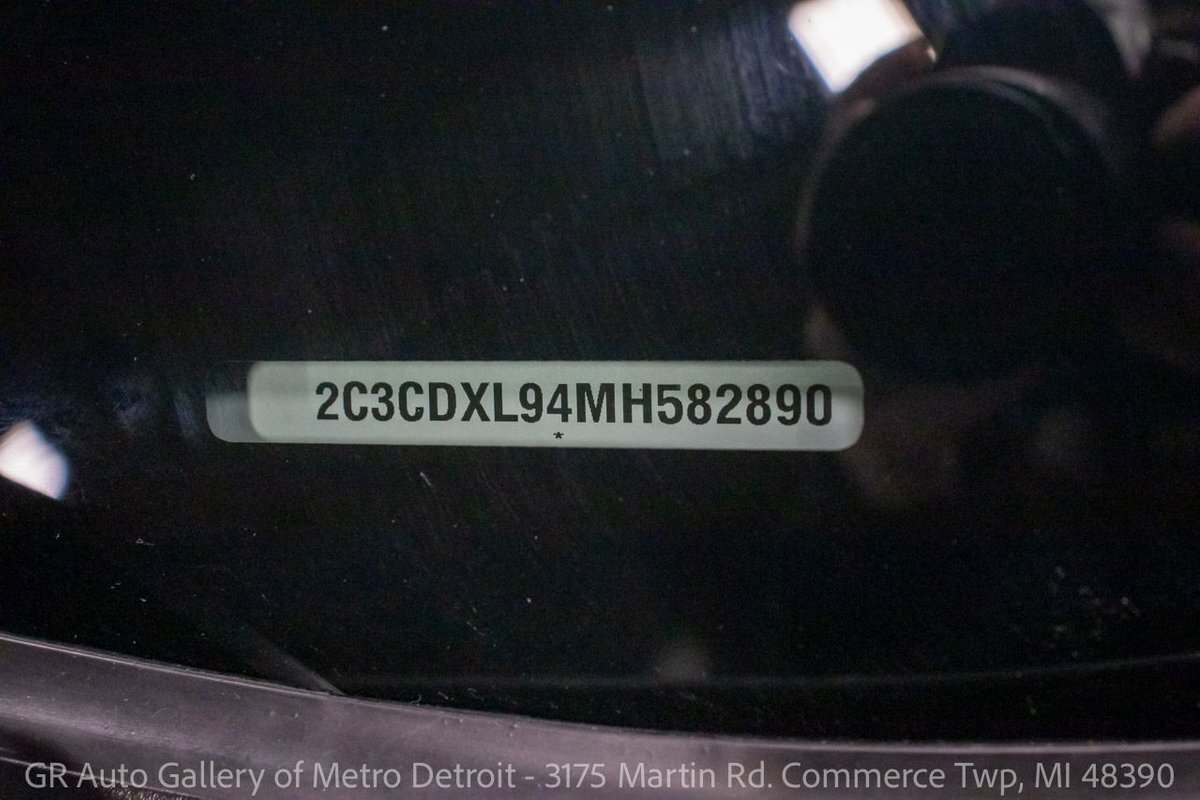 2C3CDXL94MH582890
*
GR Auto Gallery of Metro Detroit - 3175 Martin Rd. Commerce Twp, MI 48390